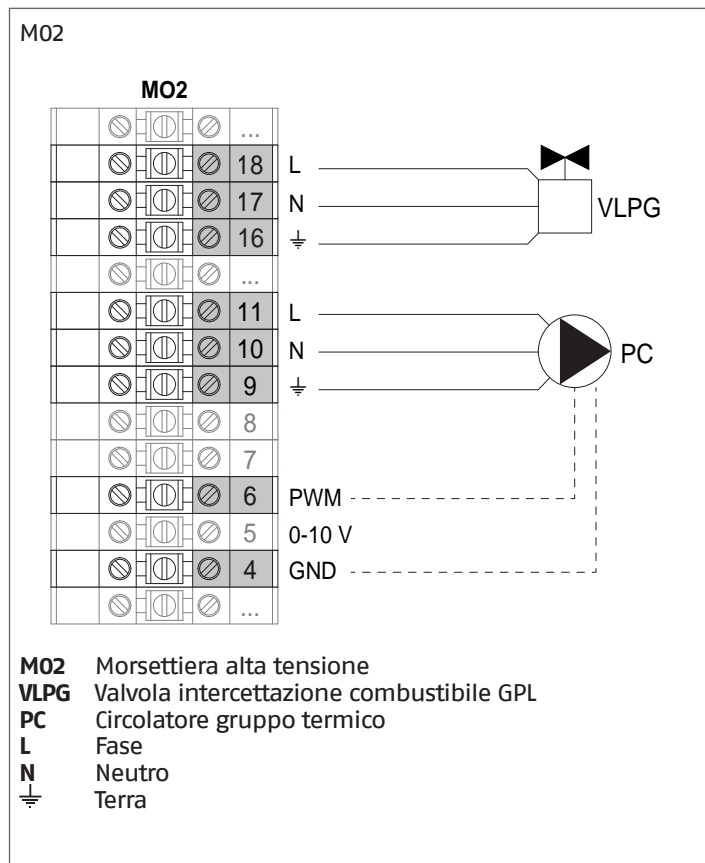 M02
MO2
...
18 L
17 N VLPG
16
...
11 L
10 N PC
9
8
7
6 PWM
5 0-10 V
4 GND
...
M02 Morsettiera alta tensione
VLPG Valvola intercettazione combustibile GPL
PC Circolatore gruppo termico
L Fase
N Neutro
⏚ Terra